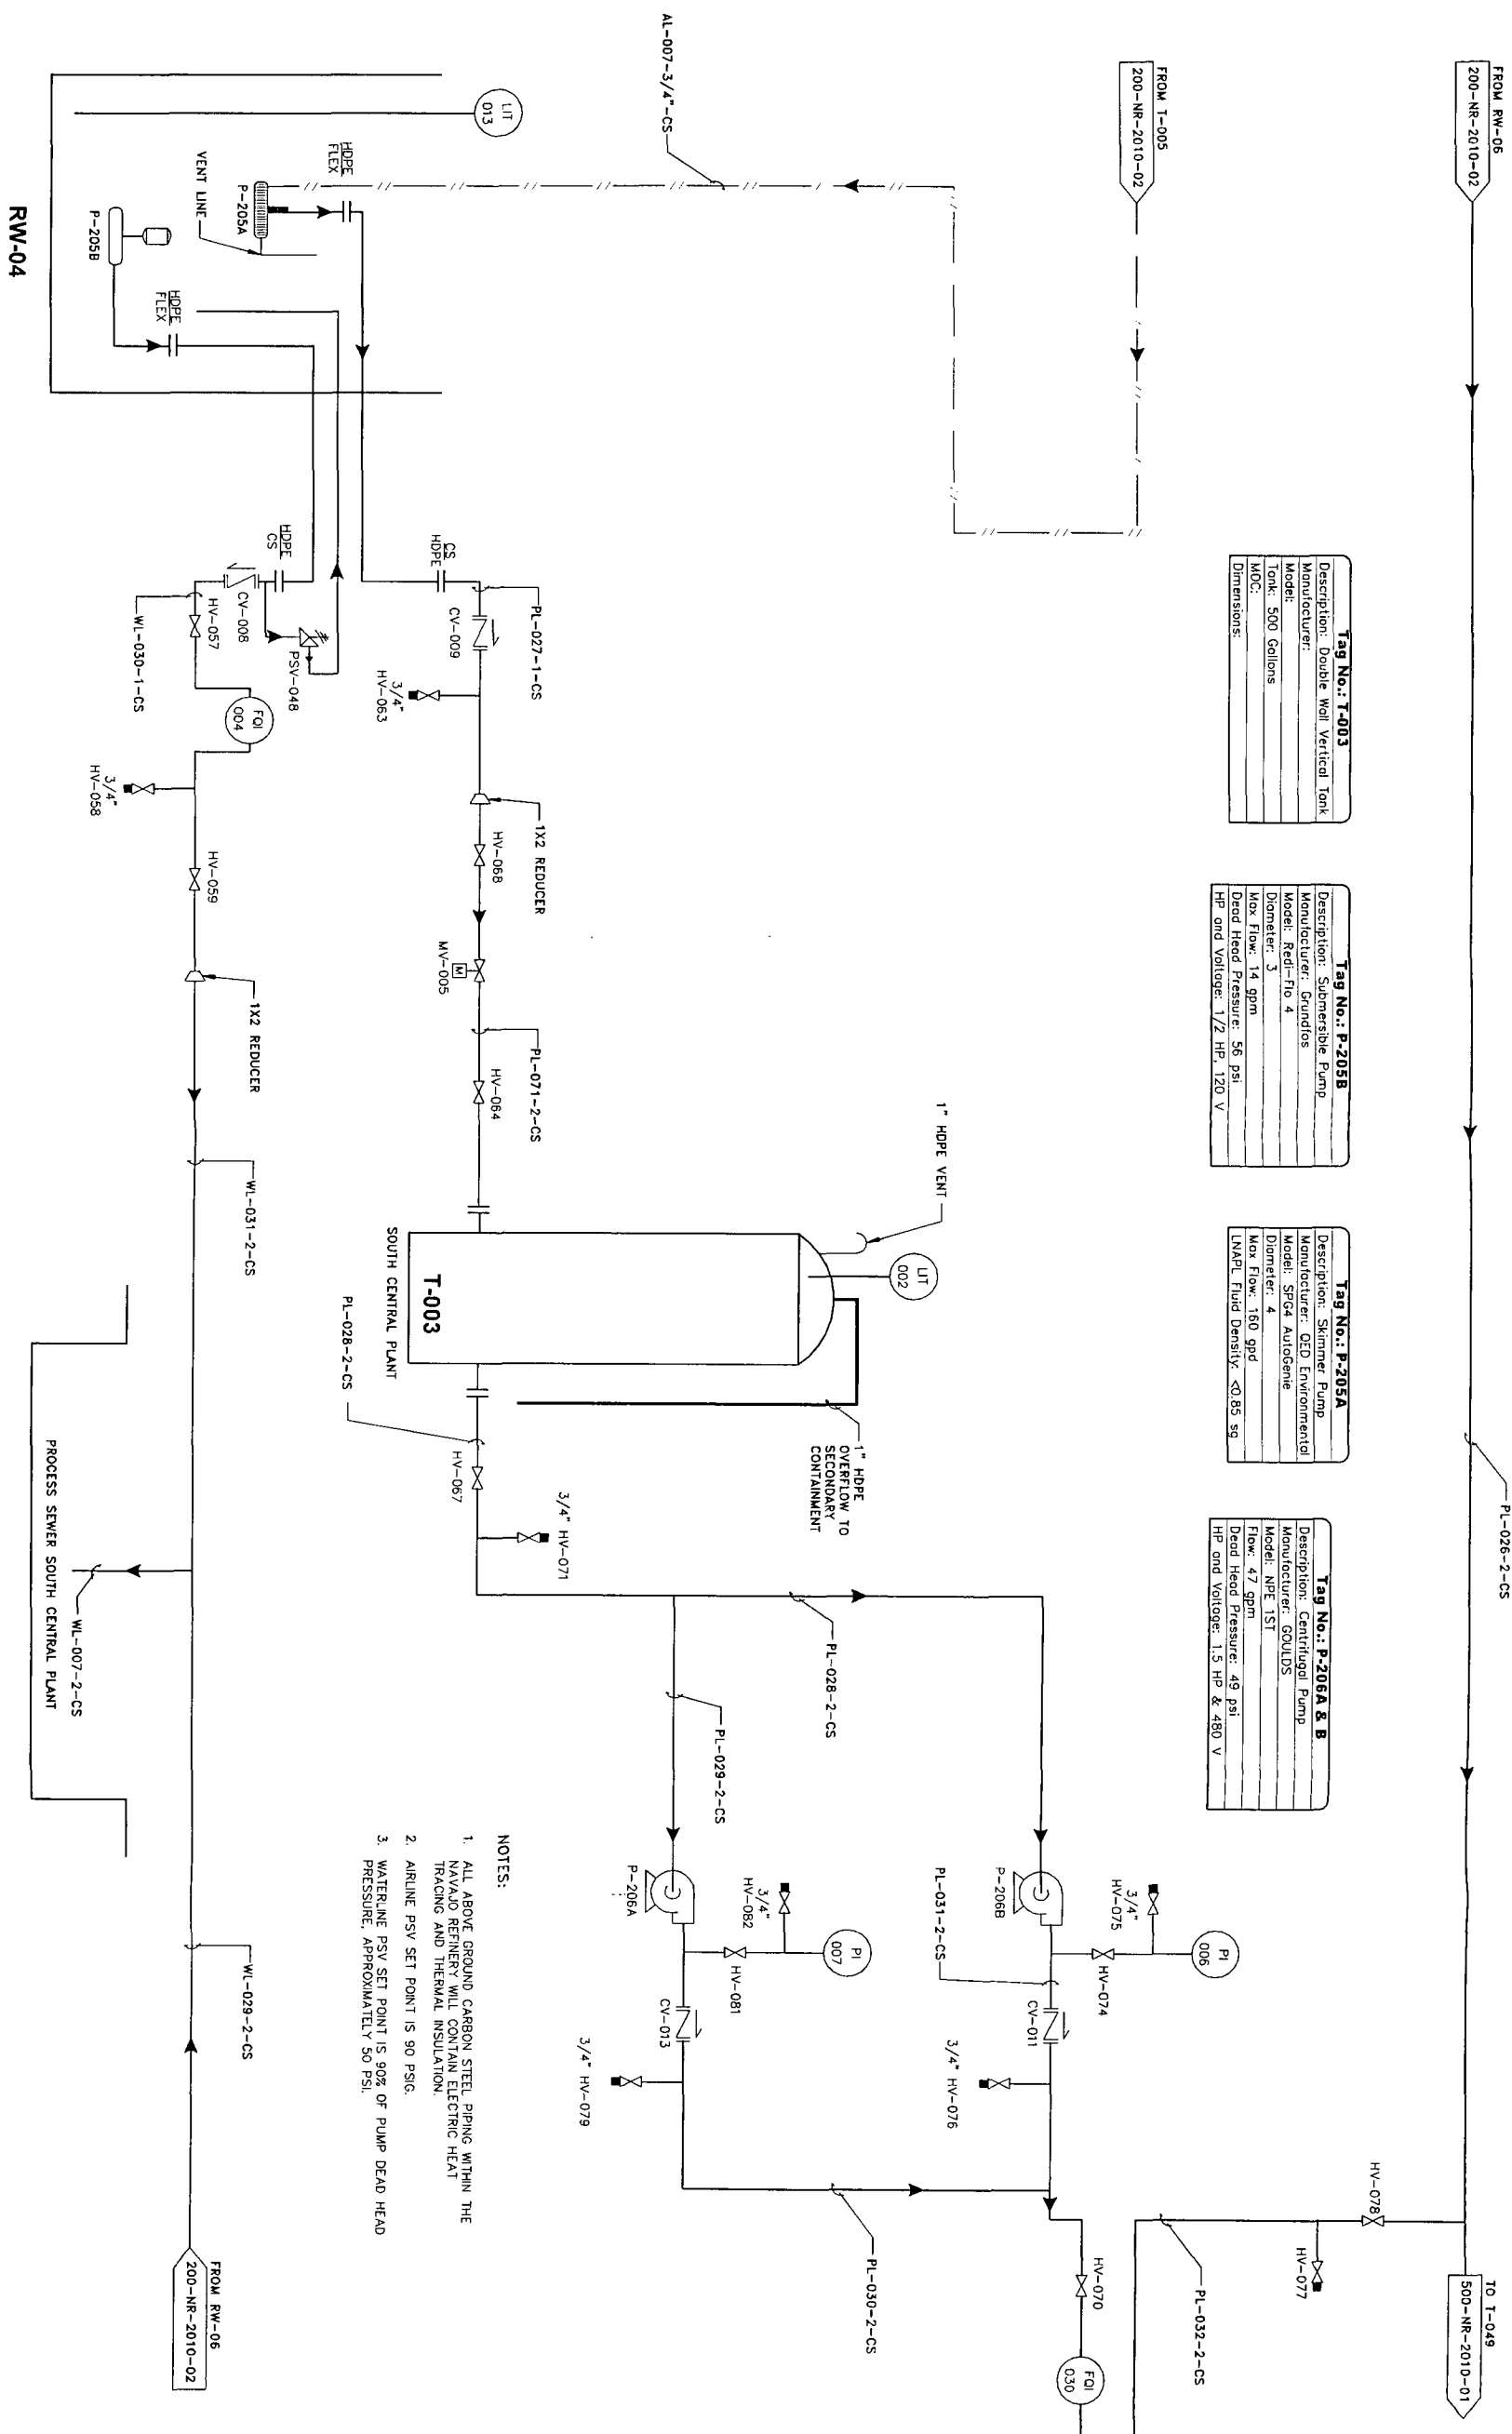 FROM RW-06
200-NR-2010-02
PL-026-2-CS
TO T-049
500-NR-2010-01
FROM T-005
200-NR-2010-02
AL-007-3/4"-CS
Tag No.: T-003
Description: Double Wall Vertical Tank
Manufacturer:
Model:
Tank: 500 Gallons
MOC:
Dimensions:
Tag No.: P-205B
Description: Submersible Pump
Manufacturer: Grundfos
Model: Redi-Flo 4
Diameter: 3
Max Flow: 14 gpm
Dead Head Pressure: 56 psi
HP and Voltage: 1/2 HP, 120 V
Tag No.: P-205A
Description: Skimmer Pump
Manufacturer: QED Environmental
Model: SPG4 AutoGenie
Diameter: 4
Max Flow: 160 gpd
LNAPL Fluid Density: <0.85 sg
Tag No.: P-206A & B
Description: Centrifugal Pump
Manufacturer: GOULDS
Model: NPE 1ST
Flow: 47 gpm
Dead Head Pressure: 49 psi
HP and Voltage: 1.5 HP & 480 V
HV-078
HV-077
PL-032-2-CS
HV-070
FQI
030
PI
006
3/4"
HV-075
HV-074
P-206B
PL-031-2-CS
CV-011
3/4" HV-076
PI
007
3/4"
HV-082
HV-081
P-206A
CV-013
3/4" HV-079
PL-030-2-CS
PL-028-2-CS
PL-029-2-CS
1" HDPE VENT
LIT
002
1" HDPE
OVERFLOW TO
SECONDARY
CONTAINMENT
T-003
SOUTH CENTRAL PLANT
PL-028-2-CS
HV-067
3/4" HV-071
LIT
013
HDPE
FLEX
P-205A
VENT LINE
P-205B
HDPE
FLEX
RW-04
CS
HDPE
PL-027-1-CS
CV-009
3/4"
HV-063
1X2 REDUCER
HV-068
MV-005
M
PL-071-2-CS
HV-064
HDPE
CS
CV-008
PSV-048
HV-057
WL-030-1-CS
FQI
004
3/4"
HV-058
HV-059
1X2 REDUCER
WL-031-2-CS
WL-007-2-CS
PROCESS SEWER SOUTH CENTRAL PLANT
WL-029-2-CS
FROM RW-06
200-NR-2010-02
NOTES:
1. ALL ABOVE GROUND CARBON STEEL PIPING WITHIN THE
NAVAJO REFINERY WILL CONTAIN ELECTRIC HEAT
TRACING AND THERMAL INSULATION.
2. AIRLINE PSV SET POINT IS 90 PSIG.
3. WATERLINE PSV SET POINT IS 90% OF PUMP DEAD HEAD
PRESSURE, APPROXIMATELY 50 PSI.